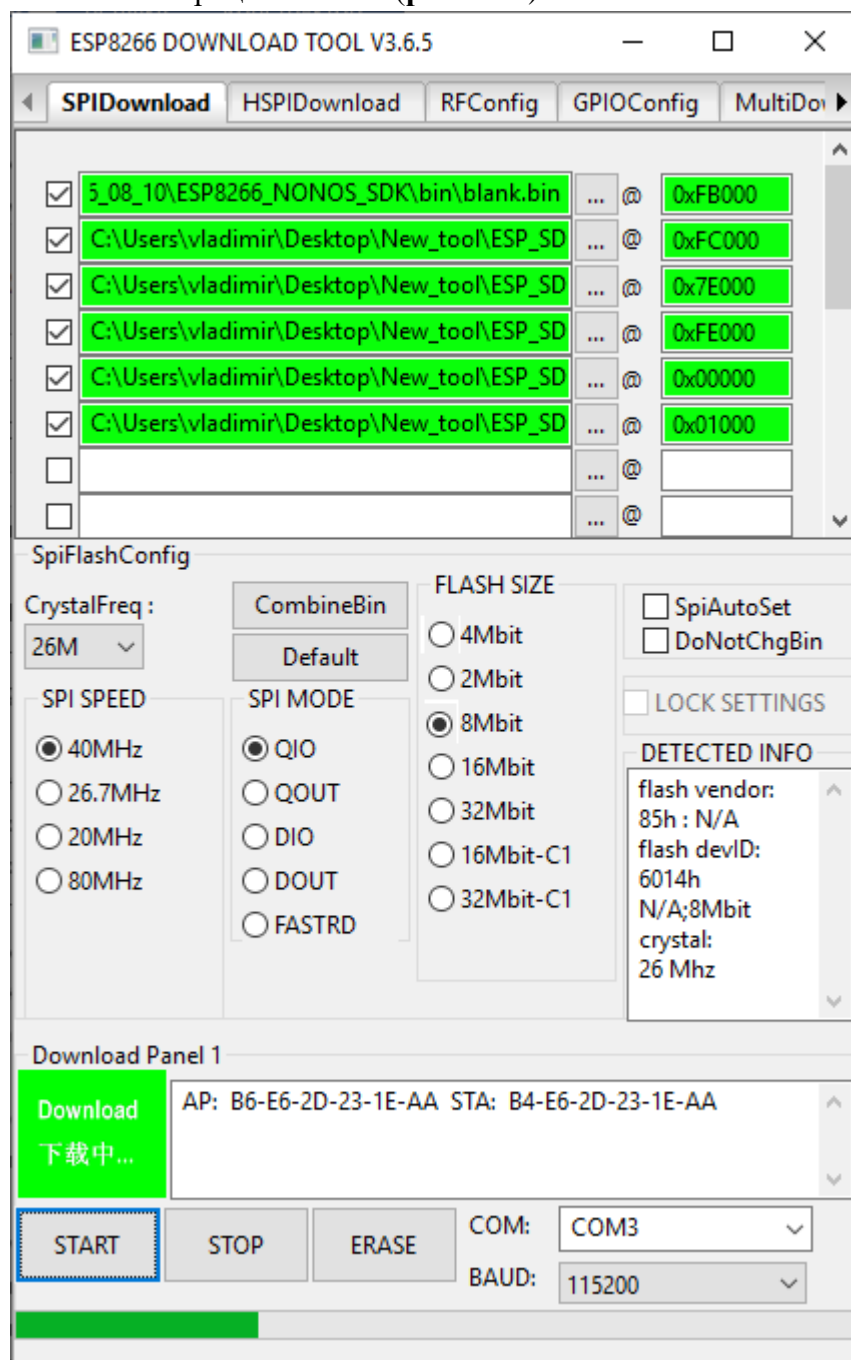 ESP8266 DOWNLOAD TOOL V3.6.5
SPIDownload HSPIDownload RFConfig GPIOConfig
5_08_10\ESP8266_NONOS_SDK\bin\blank.bin ... @ 0xFB000
C:\Users\vladimir\Desktop\New_tool\ESP_SD ... @ 0xFC000
C:\Users\vladimir\Desktop\New_tool\ESP_SD ... @ 0x7E000
C:\Users\vladimir\Desktop\New_tool\ESP_SD ... @ 0xFE000
C:\Users\vladimir\Desktop\New_tool\ESP_SD ... @ 0x00000
C:\Users\vladimir\Desktop\New_tool\ESP_SD ... @ 0x01000
... @
... @
SpiFlashConfig
CrystalFreq :
26M
CombineBin
Default
SPI SPEED
40MHz
26.7MHz
20MHz
80MHz
SPI MODE
QIO
QOUT
DIO
DOUT
FASTRD
FLASH SIZE
4Mbit
2Mbit
8Mbit
16Mbit
32Mbit
16Mbit-C1
32Mbit-C1
SpiAutoSet
DoNotChgBin
LOCK SETTINGS
DETECTED INFO
flash vendor:
85h : N/A
flash devID:
6014h
N/A;8Mbit
crystal:
26 Mhz
Download Panel 1
Download
下载中...
AP: B6-E6-2D-23-1E-AA STA: B4-E6-2D-23-1E-AA
START STOP ERASE
COM: COM3
BAUD: 115200